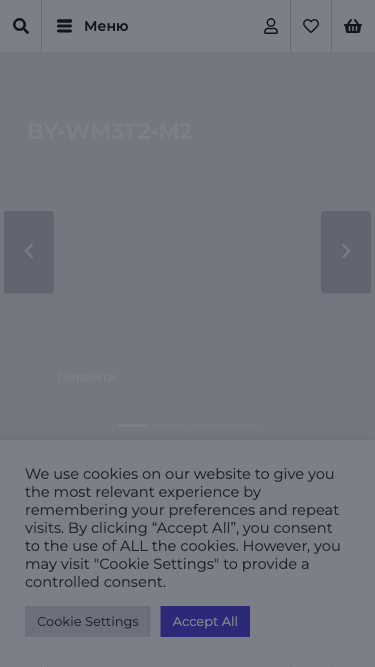 Меню
BY-WM3T2-M2
Перейти
We use cookies on our website to give you
the most relevant experience by
remembering your preferences and repeat
visits. By clicking “Accept All”, you consent
to the use of ALL the cookies. However, you
may visit "Cookie Settings" to provide a
controlled consent.
Cookie Settings Accept All